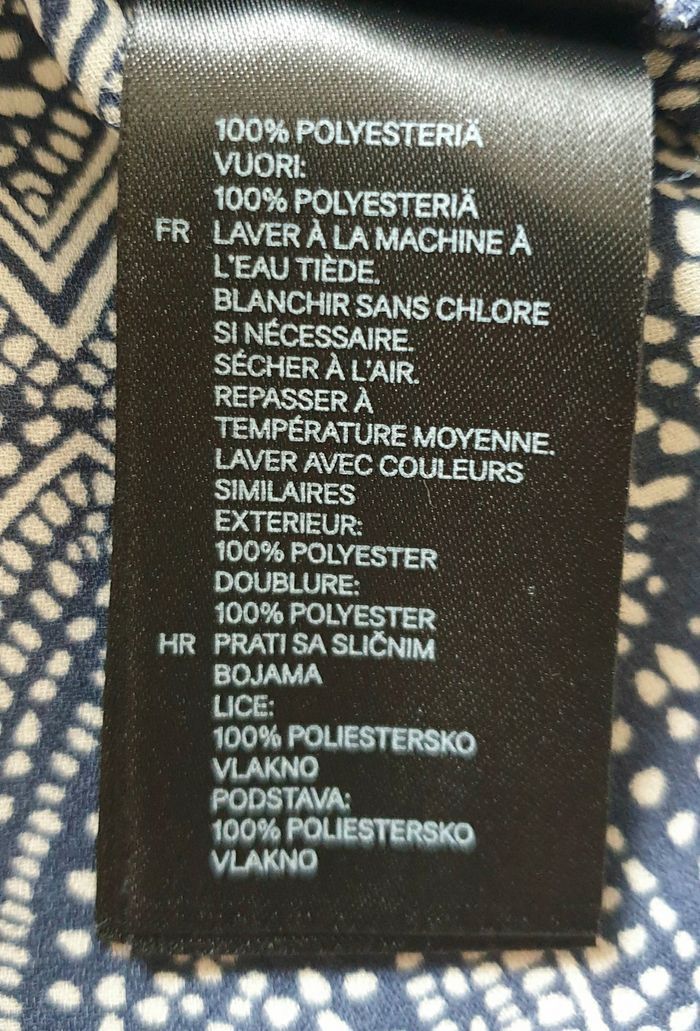 100% POLYESTERIÄ
VUORI:
100% POLYESTERIÄ
FR LAVER À LA MACHINE À
L'EAU TIÈDE.
BLANCHIR SANS CHLORE
SI NÉCESSAIRE.
SÉCHER À L'AIR.
REPASSER À
TEMPÉRATURE MOYENNE.
LAVER AVEC COULEURS
SIMILAIRES
EXTERIEUR:
100% POLYESTER
DOUBLURE:
100% POLYESTER
HR PRATI SA SLIČNIM
BOJAMA
LICE:
100% POLIESTERSKO
VLAKNO
PODSTAVA:
100% POLIESTERSKO
VLAKNO